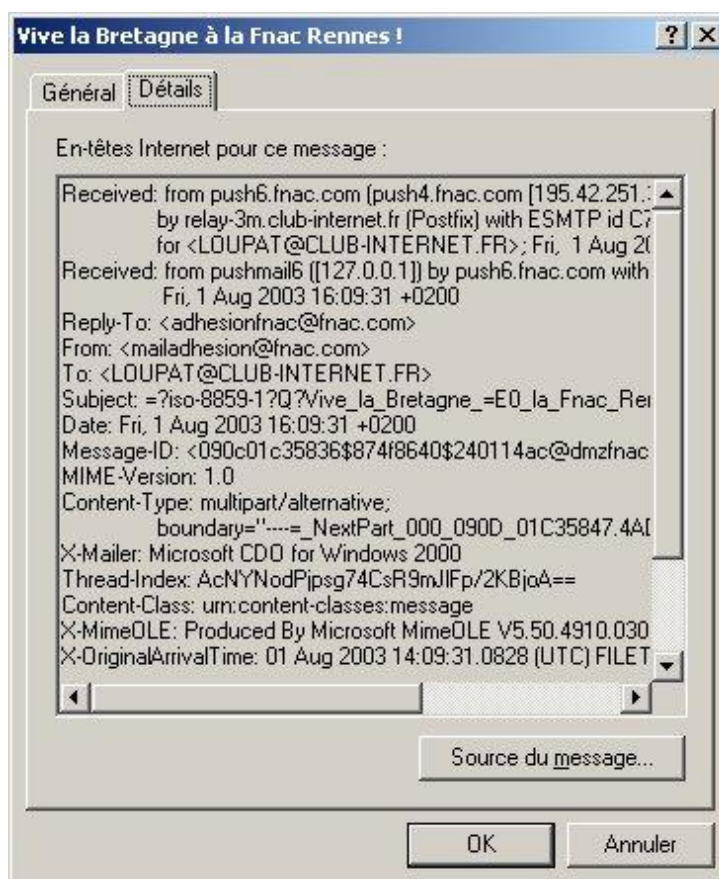 Vive la Bretagne à la Fnac Rennes !
Général Détails
En-têtes Internet pour ce message :
Received: from push6.fnac.com (push4.fnac.com [195.42.251.
by relay-3m.club-internet.fr (Postfix) with ESMTP id C7
for <LOUPAT@CLUB-INTERNET.FR>; Fri, 1 Aug 20
Received: from pushmail6 ([127.0.0.1]) by push6.fnac.com with
Fri, 1 Aug 2003 16:09:31 +0200
Reply-To: <adhesionfnac@fnac.com>
From: <mailadhesion@fnac.com>
To: <LOUPAT@CLUB-INTERNET.FR>
Subject: =?iso-8859-1?Q?Vive_la_Bretagne_=E0_la_Fnac_Rei
Date: Fri, 1 Aug 2003 16:09:31 +0200
Message-ID: <090c01c35836$874f8640$240114ac@dmzfnac
MIME-Version: 1.0
Content-Type: multipart/alternative;
boundary="----=_NextPart_000_090D_01C35847.4AD
X-Mailer: Microsoft CDO for Windows 2000
Thread-Index: AcNYNodPjpsg74CsR9mJIFp/2KBjoA==
Content-Class: urn:content-classes:message
X-MimeOLE: Produced By Microsoft MimeOLE V5.50.4910.030
X-OriginalArrivalTime: 01 Aug 2003 14:09:31.0828 (UTC) FILET
Source du message...
OK Annuler